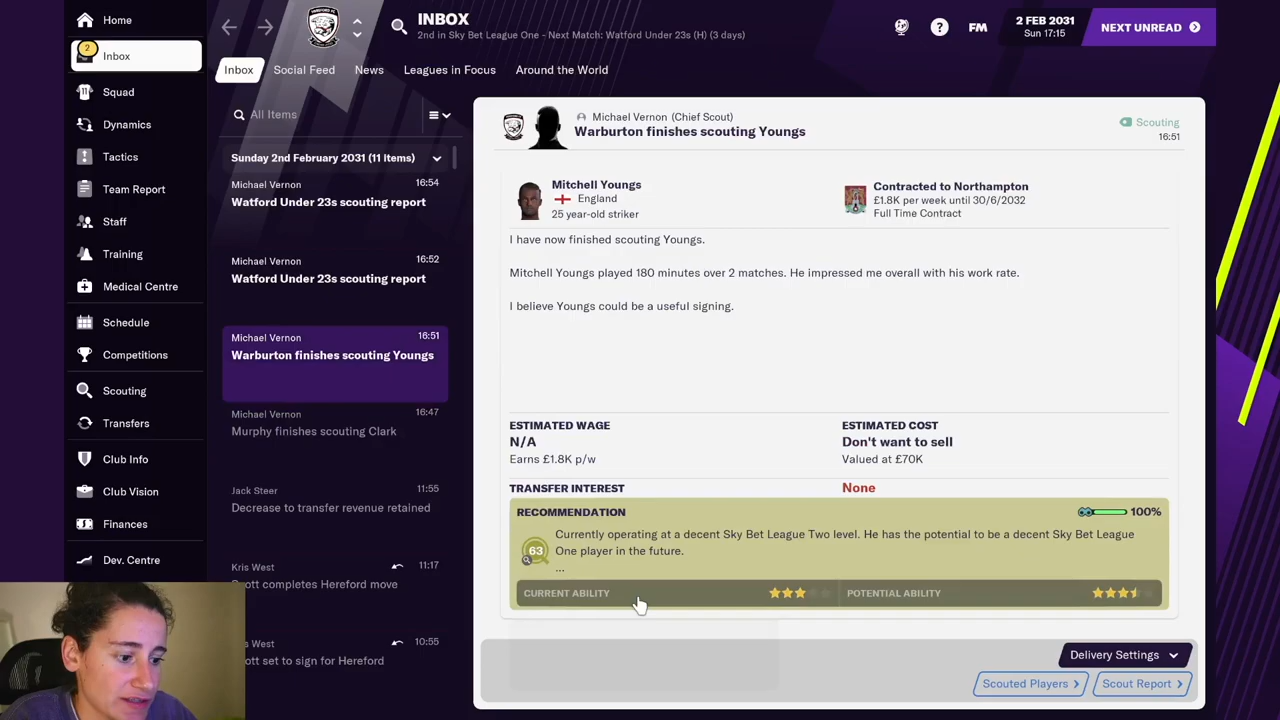 Home
2
Inbox
Squad
Dynamics
Tactics
Team Report
Staff
Training
Medical Centre
Schedule
Competitions
Scouting
Transfers
Club Info
Club Vision
Finances
Dev. Centre
INBOX
2nd in Sky Bet League One - Next Match: Watford Under 23s (H) (3 days)
?
FM
2 FEB 2031
Sun 17:15
NEXT UNREAD
Inbox
Social Feed
News
Leagues in Focus
Around the World
All Items
Sunday 2nd February 2031 (11 items)
Michael Vernon 16:54
Watford Under 23s scouting report
Michael Vernon 16:52
Watford Under 23s scouting report
Michael Vernon 16:51
Warburton finishes scouting Youngs
Michael Vernon 16:47
Murphy finishes scouting Clark
Jack Steer 11:55
Decrease to transfer revenue retained
Kris West 11:17
completes Hereford move
West 10:55
set to sign for Hereford
Michael Vernon (Chief Scout)
Warburton finishes scouting Youngs
Scouting
16:51
Mitchell Youngs
England
25 year-old striker
Contracted to Northampton
£1.8K per week until 30/6/2032
Full Time Contract
I have now finished scouting Youngs.
Mitchell Youngs played 180 minutes over 2 matches. He impressed me overall with his work rate.
I believe Youngs could be a useful signing.
ESTIMATED WAGE
N/A
Earns £1.8K p/w
ESTIMATED COST
Don't want to sell
Valued at £70K
TRANSFER INTEREST
None
RECOMMENDATION
100%
63
Currently operating at a decent Sky Bet League Two level. He has the potential to be a decent Sky Bet League
One player in the future.
...
CURRENT ABILITY
POTENTIAL ABILITY
Delivery Settings
Scouted Players
Scout Report